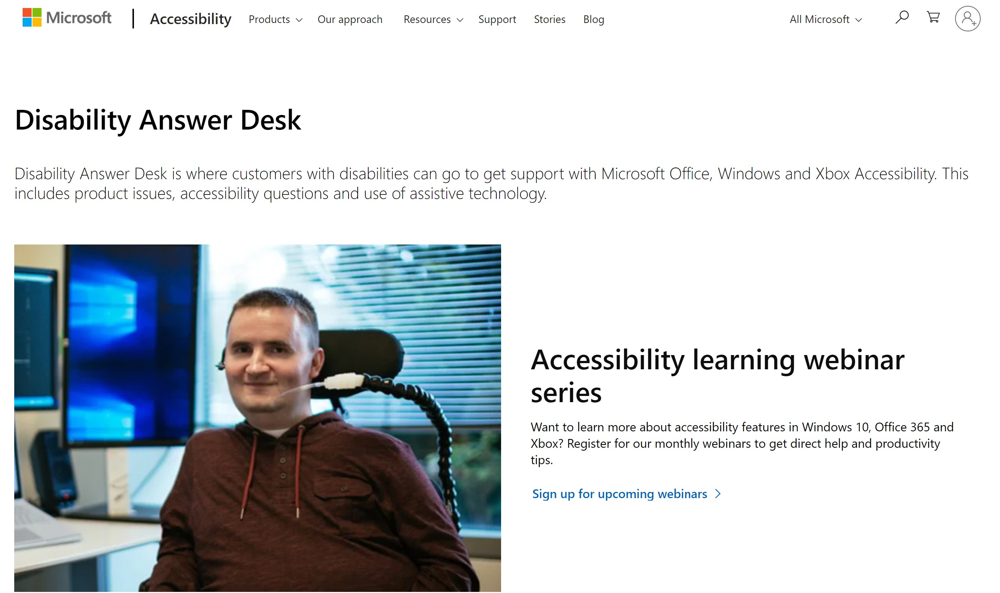 Microsoft
Accessibility
Products
Our approach
Resources
Support
Stories
Blog
All Microsoft
Disability Answer Desk
Disability Answer Desk is where customers with disabilities can go to get support with Microsoft Office, Windows and Xbox Accessibility. This
includes product issues, accessibility questions and use of assistive technology.
Accessibility learning webinar
series
Want to learn more about accessibility features in Windows 10, Office 365 and
Xbox? Register for our monthly webinars to get direct help and productivity
tips.
Sign up for upcoming webinars